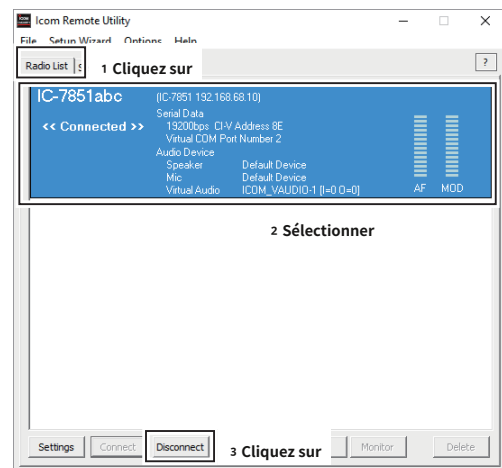 Icom Remote Utility
File Setup Wizard Options Help
Radio List
1 Cliquez sur
?
IC-7851abc (IC-7851 192.168.68.10)
<< Connected >>
Serial Data
19200bps CI-V Address 8E
Virtual COM Port Number 2
Audio Device
Speaker Default Device
Mic Default Device
Virtual Audio ICOM_VAUDIO-1 [I=0 O=0]
AF MOD
2 Sélectionner
Settings Connect Disconnect 3 Cliquez sur Monitor Delete